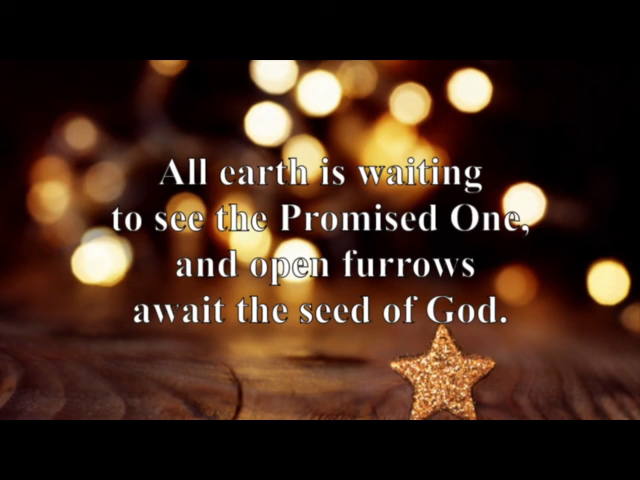 All earth is waiting
to see the Promised One,
and open furrows
await the seed of God.